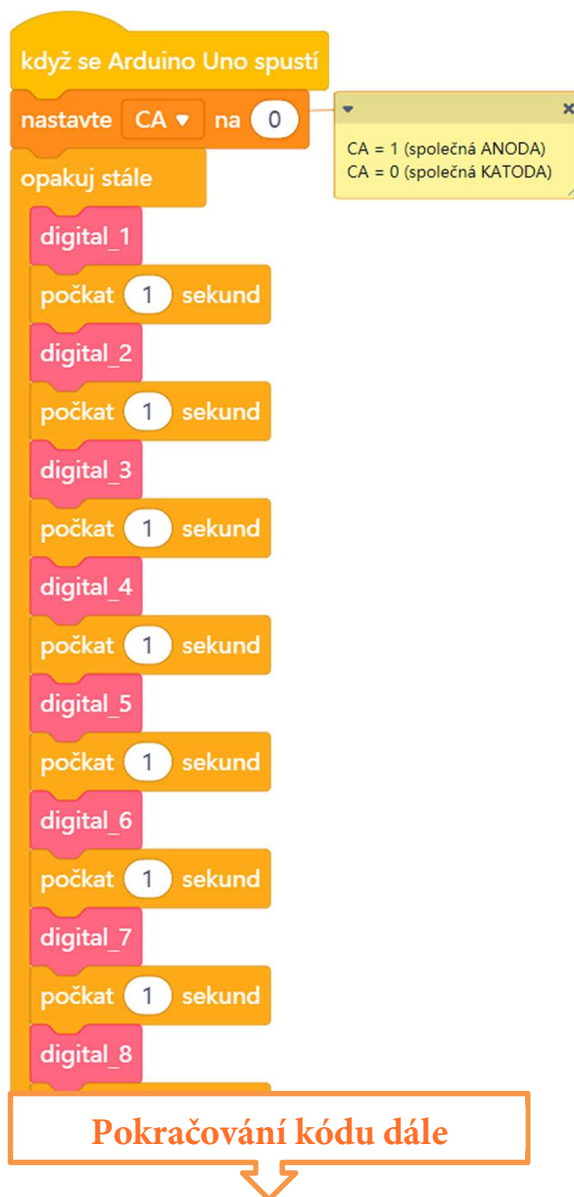 když se Arduino Uno spustí
nastavte CA ▼ na 0
CA = 1 (společná ANODA)
CA = 0 (společná KATODA)
opakuj stále
digital_1
počkat 1 sekund
digital_2
počkat 1 sekund
digital_3
počkat 1 sekund
digital_4
počkat 1 sekund
digital_5
počkat 1 sekund
digital_6
počkat 1 sekund
digital_7
počkat 1 sekund
digital_8
Pokračování kódu dále